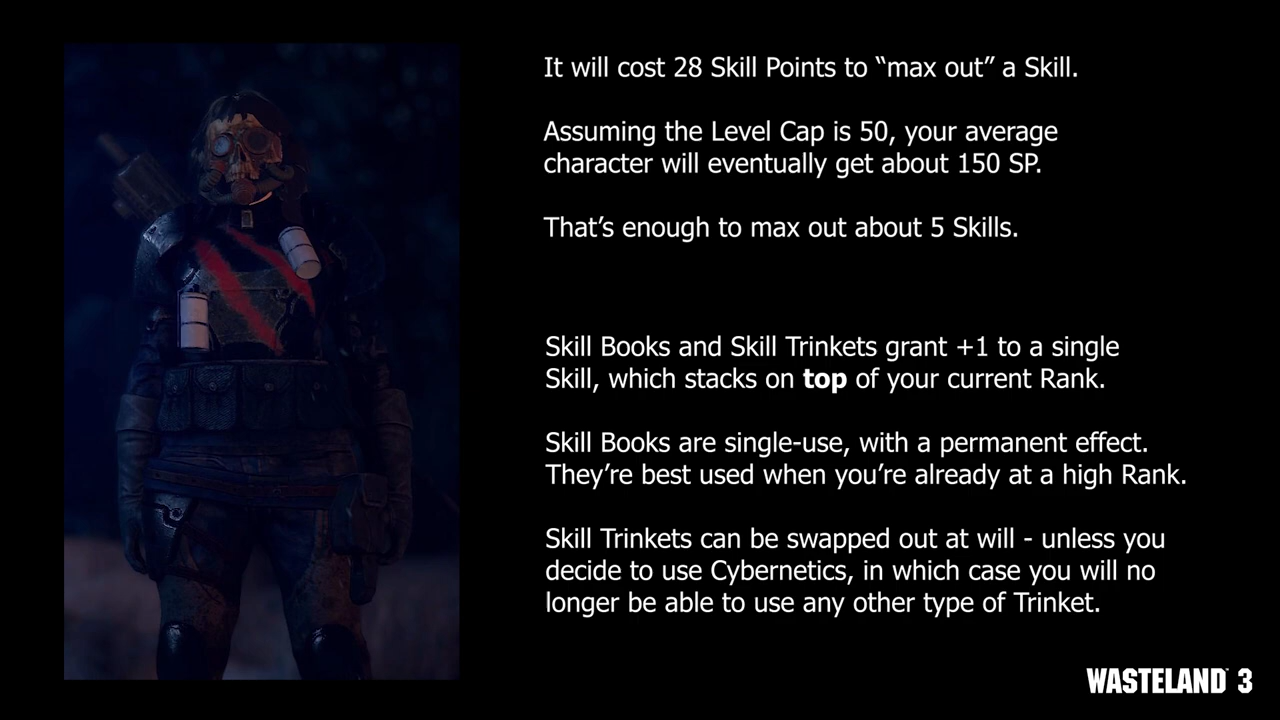 It will cost 28 Skill Points to “max out” a Skill.
Assuming the Level Cap is 50, your average
character will eventually get about 150 SP.
That’s enough to max out about 5 Skills.
Skill Books and Skill Trinkets grant +1 to a single
Skill, which stacks on top of your current Rank.
Skill Books are single-use, with a permanent effect.
They’re best used when you’re already at a high Rank.
Skill Trinkets can be swapped out at will - unless you
decide to use Cybernetics, in which case you will no
longer be able to use any other type of Trinket.
WASTELAND™ 3